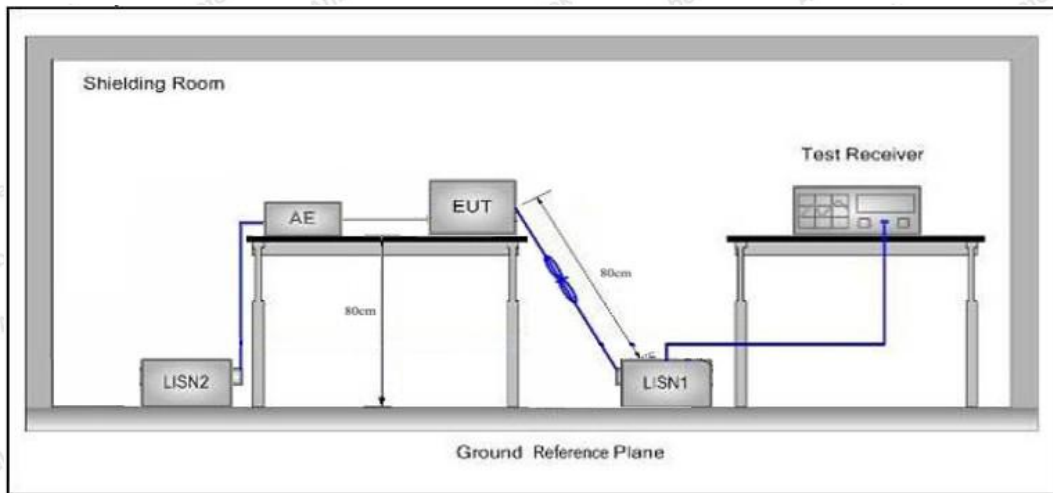 Shielding Room
Test Receiver
EUT
AE
80cm
80cm
LISN2
LISN1
Ground Reference Plane